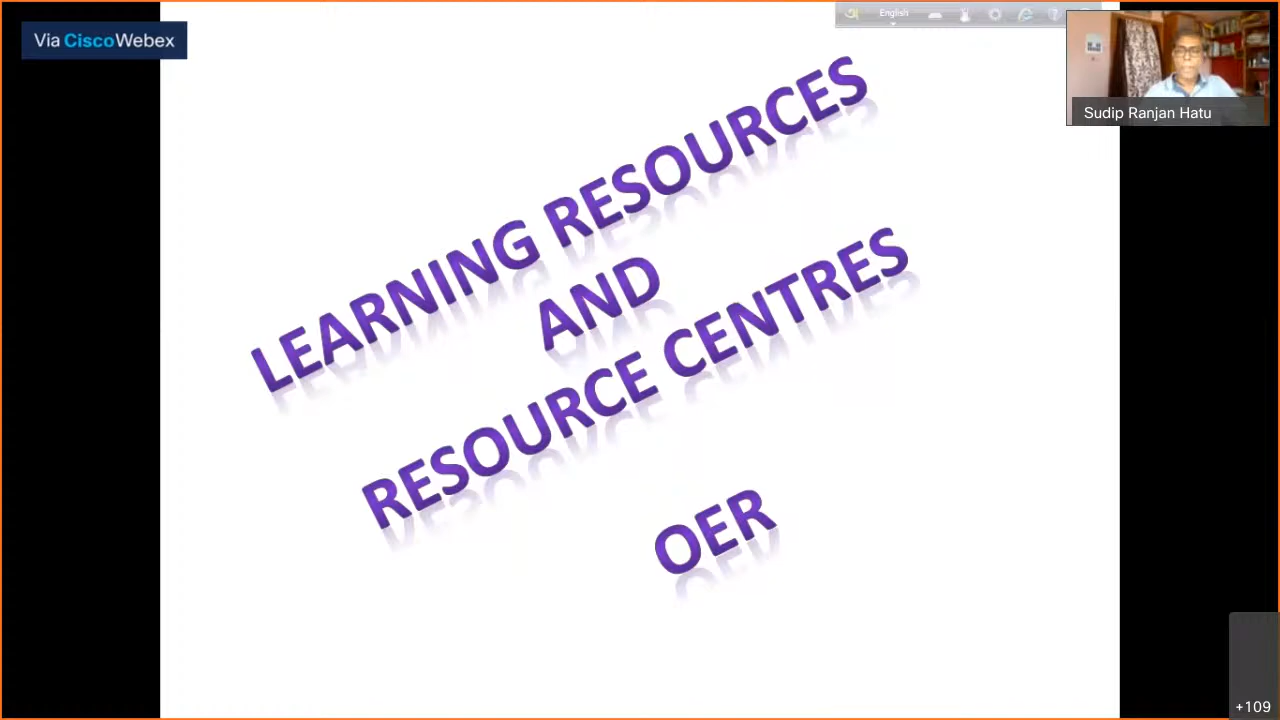 Via CiscoWebex
অ
English
Sudip Ranjan Hatu
LEARNING RESOURCES
AND
RESOURCE CENTRES
OER
+109